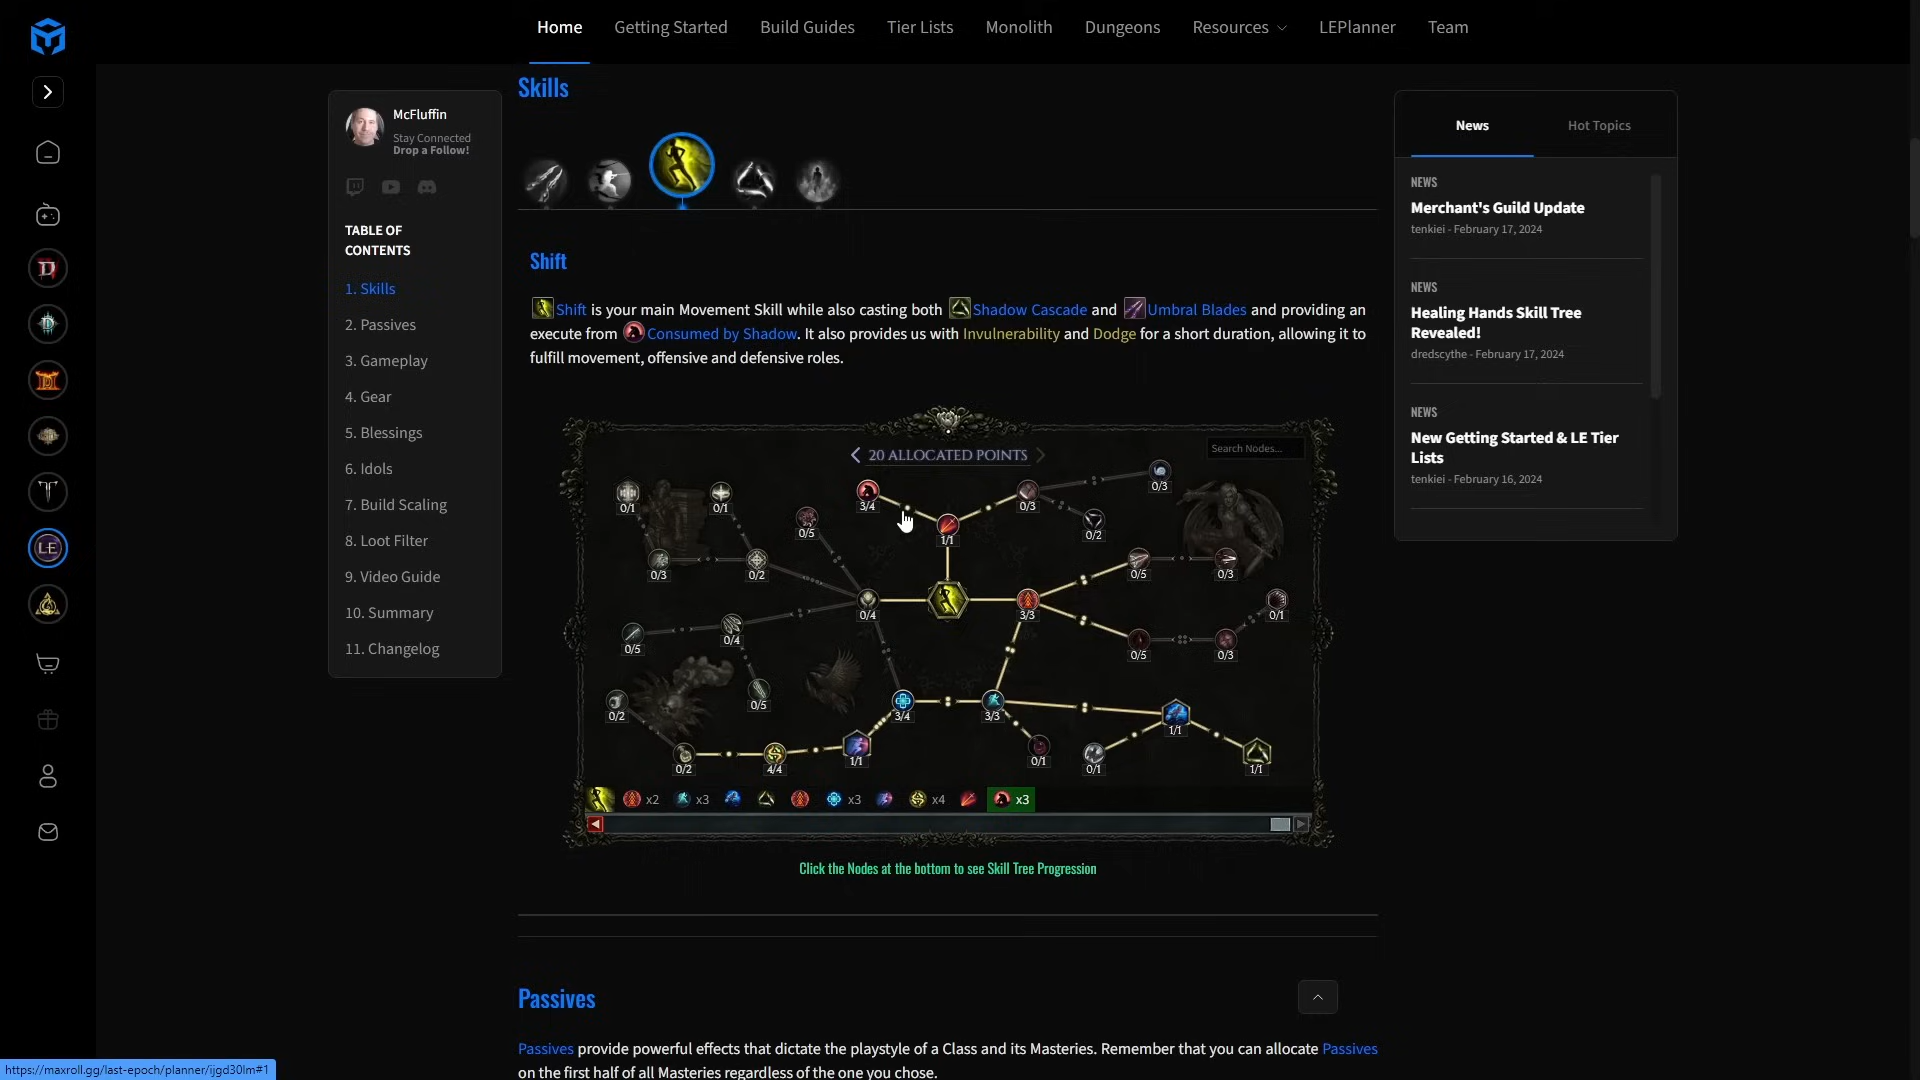 Home
Getting Started
Build Guides
Tier Lists
Monolith
Dungeons
Resources
LEPlanner
Team
McFluffin
Stay Connected
Drop a Follow!
TABLE OF
CONTENTS
1. Skills
2. Passives
3. Gameplay
4. Gear
5. Blessings
6. Idols
7. Build Scaling
8. Loot Filter
9. Video Guide
10. Summary
11. Changelog
LE
Skills
Shift
Shift is your main Movement Skill while also casting both Shadow Cascade and Umbral Blades and providing an
execute from Consumed by Shadow. It also provides us with Invulnerability and Dodge for a short duration, allowing it to
fulfill movement, offensive and defensive roles.
20 ALLOCATED POINTS
Search Nodes...
0/3
3/4
0/3
0/1
0/1
0/5
0/2
1/1
0/3
0/2
0/5
0/3
0/4
3/3
0/1
0/5
0/4
0/5
0/3
0/2
0/5
3/4
3/3
1/1
0/2
4/4
1/1
0/1
0/1
1/1
x2
x3
x3
x4
x3
Click the Nodes at the bottom to see Skill Tree Progression
Passives
Passives provide powerful effects that dictate the playstyle of a Class and its Masteries. Remember that you can allocate Passives
on the first half of all Masteries regardless of the one you chose.
News
Hot Topics
NEWS
Merchant's Guild Update
tenkiei - February 17, 2024
NEWS
Healing Hands Skill Tree
Revealed!
dredscythe - February 17, 2024
NEWS
New Getting Started & LE Tier
Lists
tenkiei - February 16, 2024
https://maxroll.gg/last-epoch/planner/ijgd30lm#1